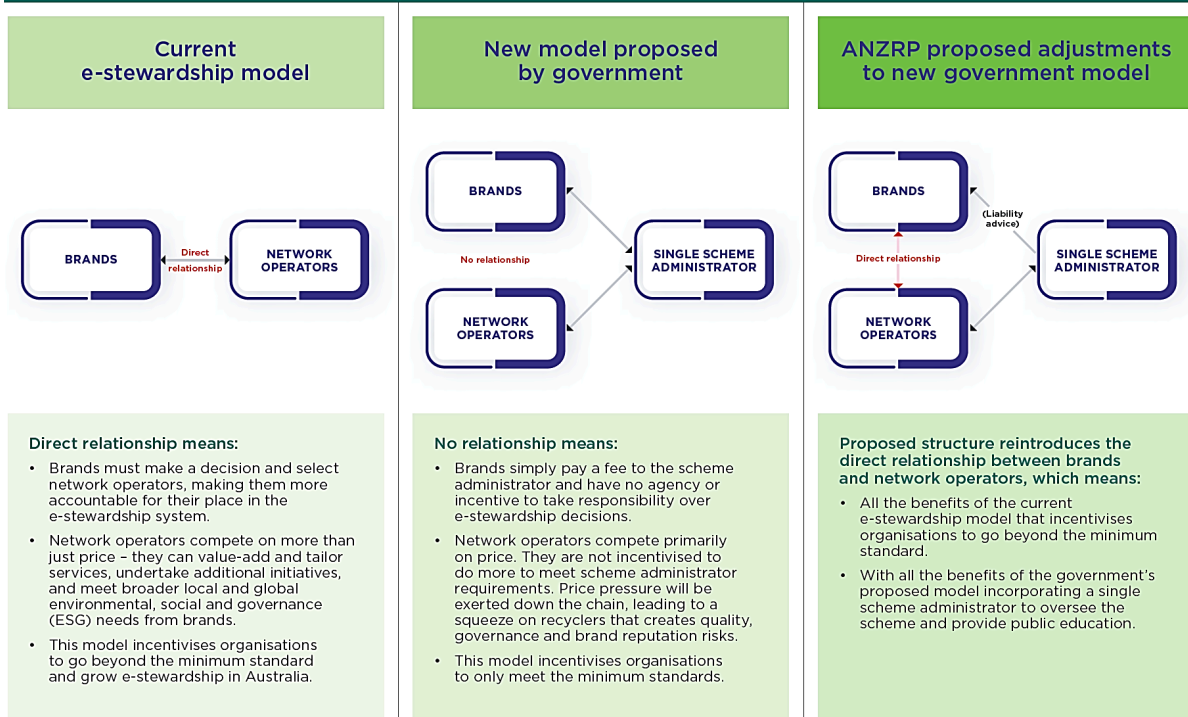 Current
e-stewardship model
BRANDS
Direct
relationship
NETWORK
OPERATORS
Direct relationship means:
• Brands must make a decision and select
network operators, making them more
accountable for their place in the
e-stewardship system.
• Network operators compete on more than
just price – they can value-add and tailor
services, undertake additional initiatives,
and meet broader local and global
environmental, social and governance
(ESG) needs from brands.
• This model incentivises organisations
to go beyond the minimum standard
and grow e-stewardship in Australia.
New model proposed
by government
BRANDS
No relationship
SINGLE SCHEME
ADMINISTRATOR
NETWORK
OPERATORS
No relationship means:
• Brands simply pay a fee to the scheme
administrator and have no agency or
incentive to take responsibility over
e-stewardship decisions.
• Network operators compete primarily
on price. They are not incentivised to
do more to meet scheme administrator
requirements. Price pressure will be
exerted down the chain, leading to a
squeeze on recyclers that creates quality,
governance and brand reputation risks.
• This model incentivises organisations
to only meet the minimum standards.
ANZRP proposed adjustments
to new government model
BRANDS
(Liability
advice)
Direct relationship
SINGLE SCHEME
ADMINISTRATOR
NETWORK
OPERATORS
Proposed structure reintroduces the
direct relationship between brands
and network operators, which means:
• All the benefits of the current
e-stewardship model that incentivises
organisations to go beyond the minimum
standard.
• With all the benefits of the government's
proposed model incorporating a single
scheme administrator to oversee the
scheme and provide public education.